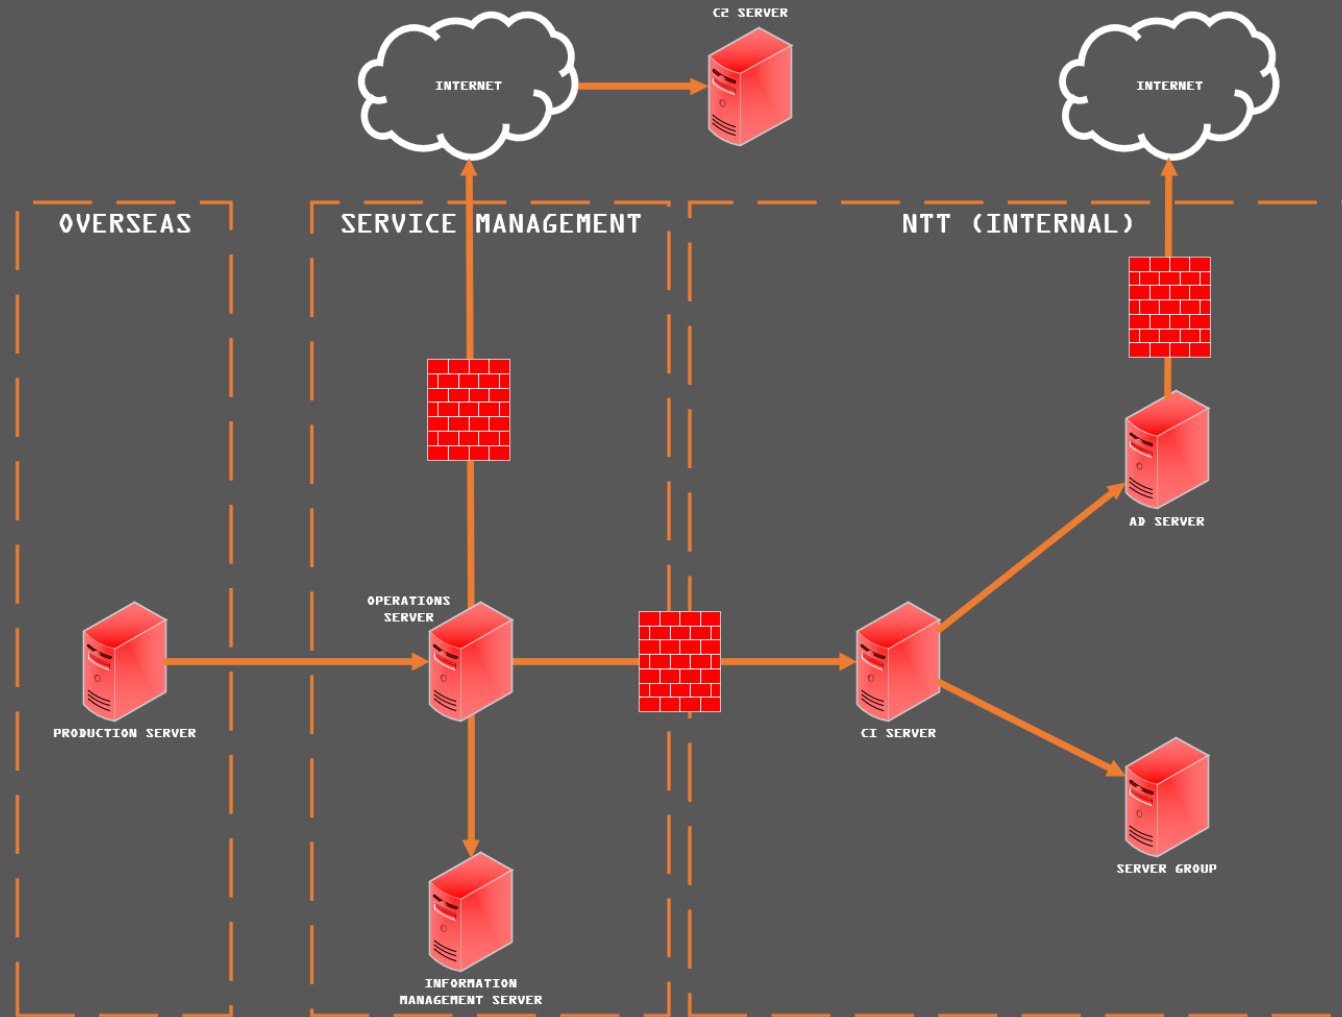 C2 SERVER
INTERNET
INTERNET
OVERSEAS
SERVICE MANAGEMENT
NTT (INTERNAL)
AD SERVER
OPERATIONS
SERVER
PRODUCTION SERVER
CI SERVER
SERVER GROUP
INFORMATION
MANAGEMENT SERVER